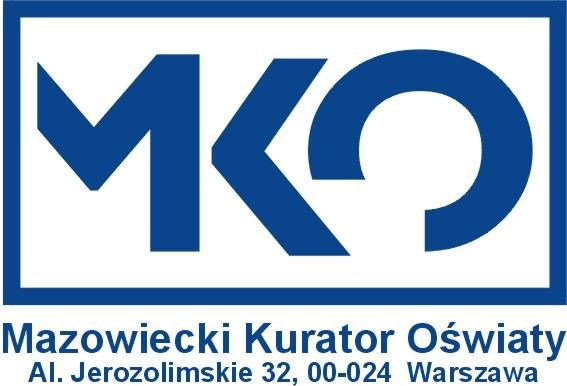 MKO
Mazowiecki Kurator Oświaty
Al. Jerozolimskie 32, 00-024 Warszawa